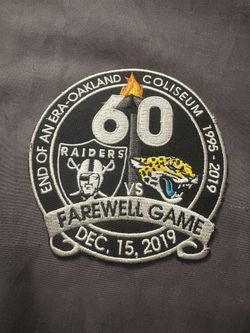 END OF AN ERA-OAKLAND COLISEUM 1995 - 2019
60
RAIDERS
VS
FAREWELL GAME
DEC. 15, 2019